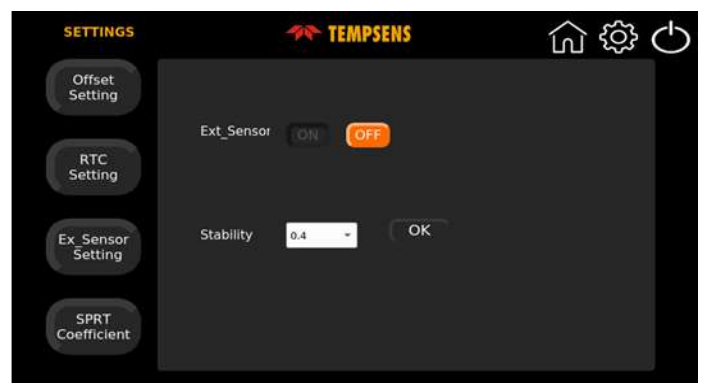 SETTINGS
TEMPSENS
Offset
Setting
RTC
Setting
Ex_Sensor
Setting
SPRT
Coefficient
Ext_Sensor
ON
OFF
Stability
0.4
OK